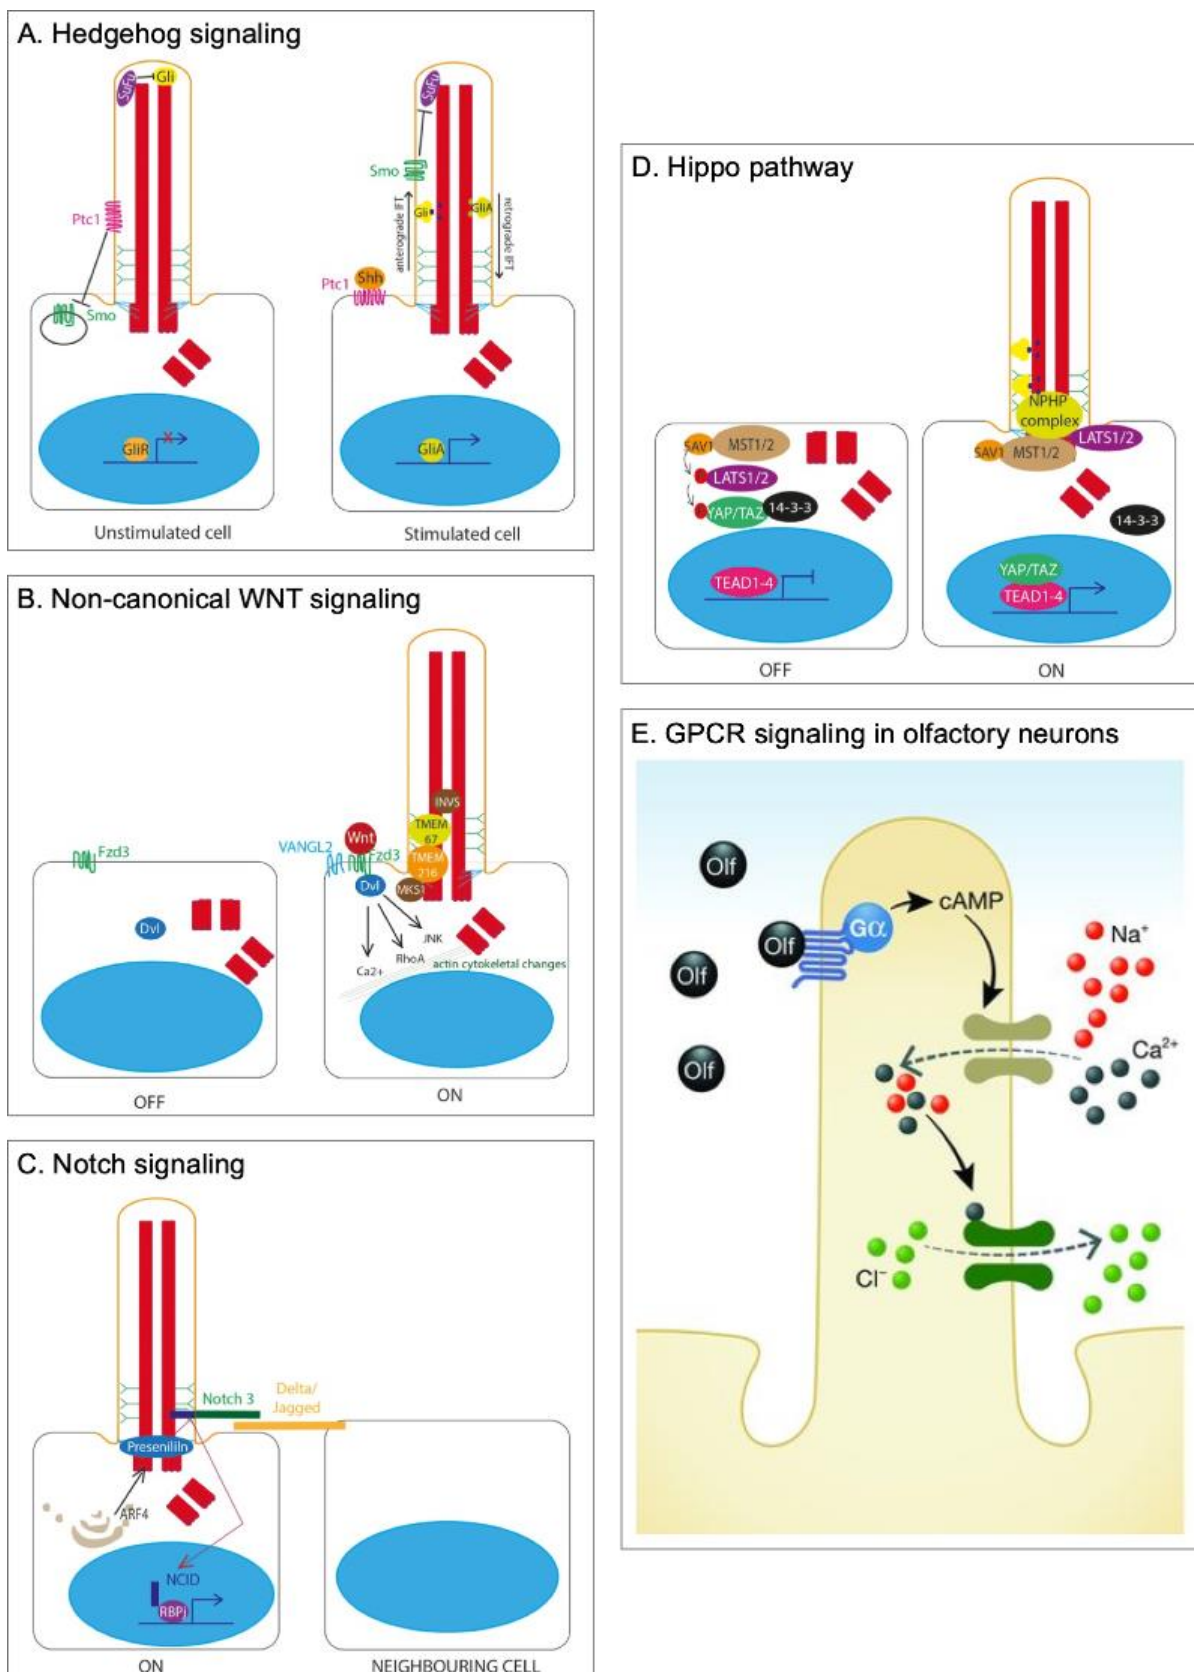 A. Hedgehog signaling
SuFu
Gli
Ptc1
Smo
GliR
Unstimulated cell
SuFu
Smo
anterograde IFT
Gli
GliA
retrograde IFT
Ptc1
Shh
GliA
Stimulated cell
B. Non-canonical WNT signaling
Fzd3
Dvl
OFF
INVS
TMEM
67
TMEM
216
MKS1
VANGL2
Wnt
Fzd3
Dvl
JNK
RhoA
Ca2+
actin cytokeletal changes
ON
C. Notch signaling
Notch 3
Delta/
Jagged
Presenilin
ARF4
NCID
RBPj
ON
NEIGHBOURING CELL
D. Hippo pathway
SAV1
MST1/2
LATS1/2
YAP/TAZ
14-3-3
TEAD1-4
OFF
NPHP
complex
LATS1/2
SAV1
MST1/2
14-3-3
YAP/TAZ
TEAD1-4
ON
E. GPCR signaling in olfactory neurons
Olf
Olf
Gα
cAMP
Na⁺
Olf
Ca²⁺
Olf
Cl⁻